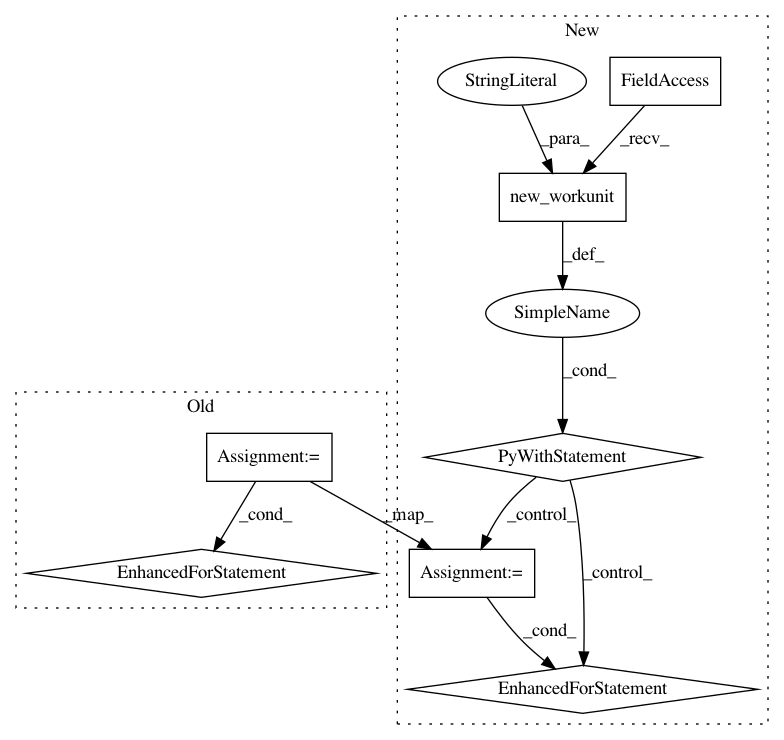 New
StringLiteral
FieldAccess
_para_
_recv_
new_workunit
_def_
SimpleName
_cond_
Old
Assignment:=
PyWithStatement
_cond_
_map_
_control_
EnhancedForStatement
Assignment:=
_control_
_cond_
EnhancedForStatement